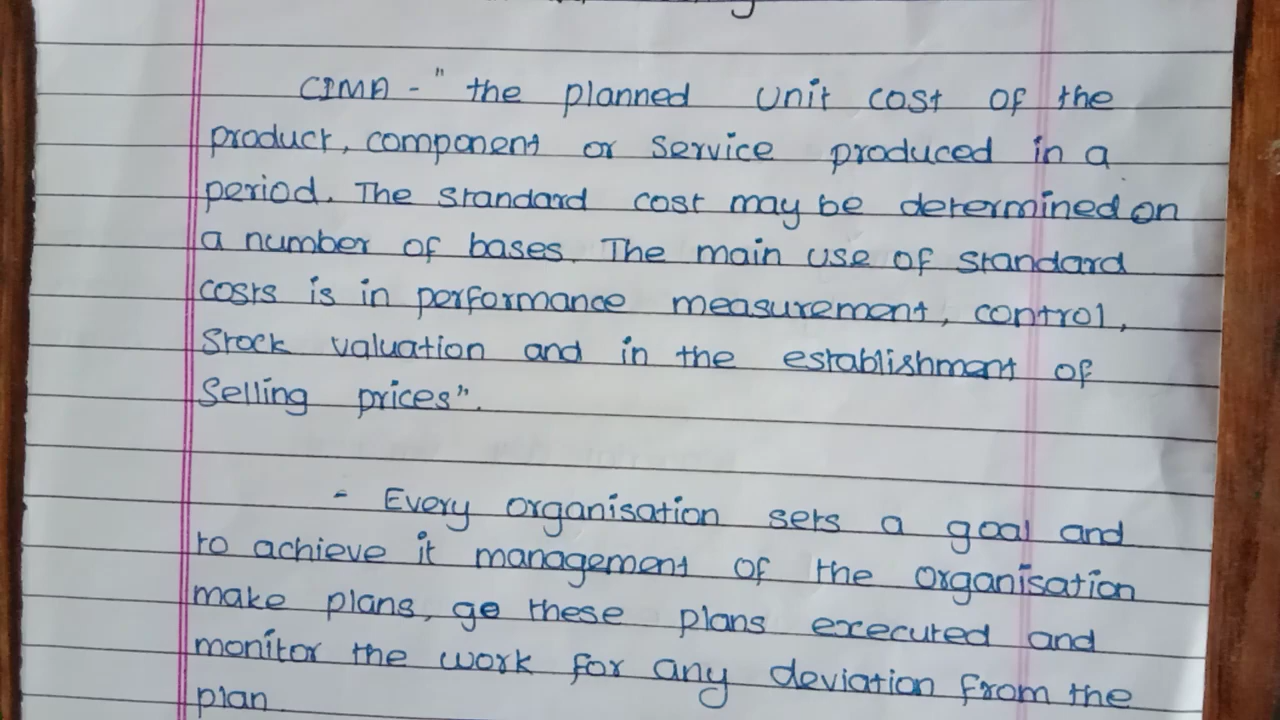 CIMA - " the planned unit cost of the
product, component or service produced in a
period. The standard cost may be determined on
a number of bases. The main use of standard
costs is in performance measurement, control,
Stock valuation and in the establishment of
Selling prices".
- Every organisation sets a goal and
to achieve it management of the organisation
make plans, ge these plans executed and
monitor the work for any deviation from the
plan